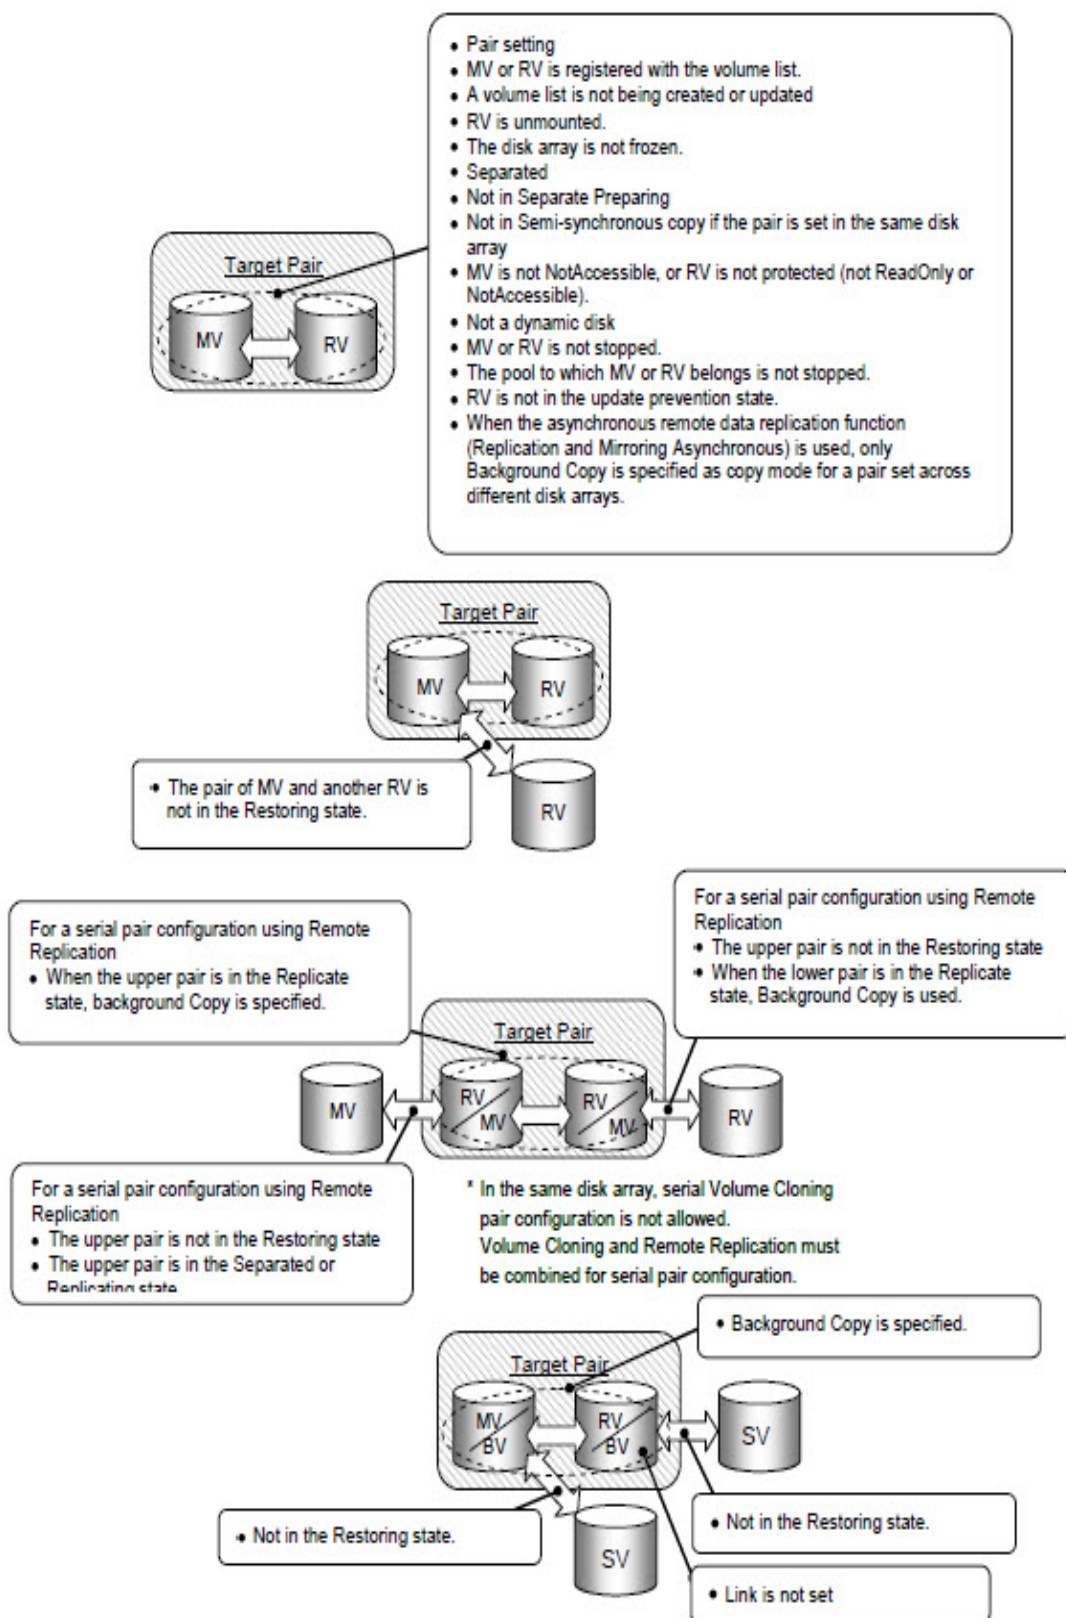 • Pair setting
• MV or RV is registered with the volume list.
• A volume list is not being created or updated
• RV is unmounted.
• The disk array is not frozen.
• Separated
• Not in Separate Preparing
• Not in Semi-synchronous copy if the pair is set in the same disk
array
• MV is not NotAccessible, or RV is not protected (not ReadOnly or
NotAccessible).
• Not a dynamic disk
• MV or RV is not stopped.
• The pool to which MV or RV belongs is not stopped.
• RV is not in the update prevention state.
• When the asynchronous remote data replication function
(Replication and Mirroring Asynchronous) is used, only
Background Copy is specified as copy mode for a pair set across
different disk arrays.
Target Pair
MV
RV
Target Pair
MV
RV
• The pair of MV and another RV is
not in the Restoring state.
RV
For a serial pair configuration using Remote
Replication
• When the upper pair is in the Replicate
state, background Copy is specified.
For a serial pair configuration using Remote
Replication
• The upper pair is not in the Restoring state
• When the lower pair is in the Replicate
state, Background Copy is used.
Target Pair
MV
RV
MV
RV
MV
RV
For a serial pair configuration using Remote
Replication
• The upper pair is not in the Restoring state
• The upper pair is in the Separated or
Replicating state
* In the same disk array, serial Volume Cloning
pair configuration is not allowed.
Volume Cloning and Remote Replication must
be combined for serial pair configuration.
• Background Copy is specified.
Target Pair
MV
BV
RV
BV
SV
• Not in the Restoring state.
SV
• Not in the Restoring state.
• Link is not set